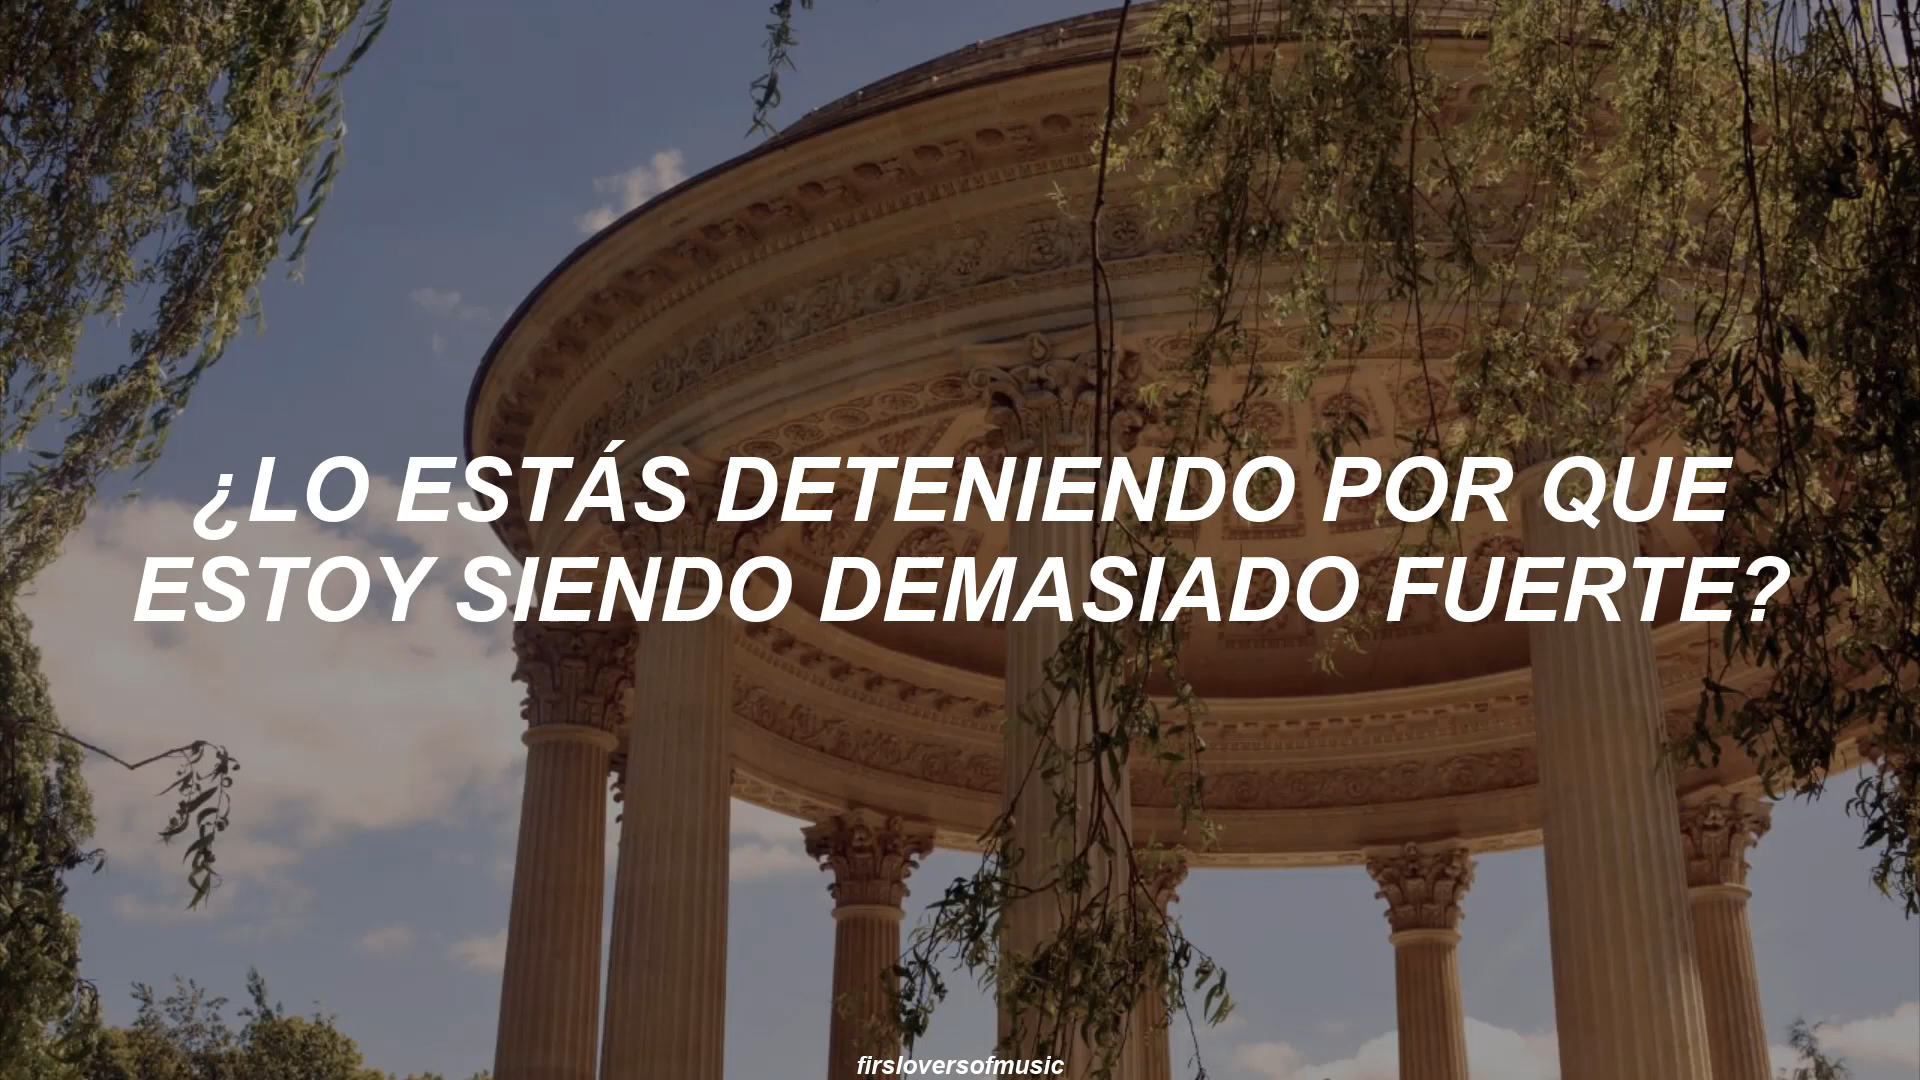 ¿LO ESTÁS DETENIENDO POR QUE
ESTOY SIENDO DEMASIADO FUERTE?
firsloversofmusic